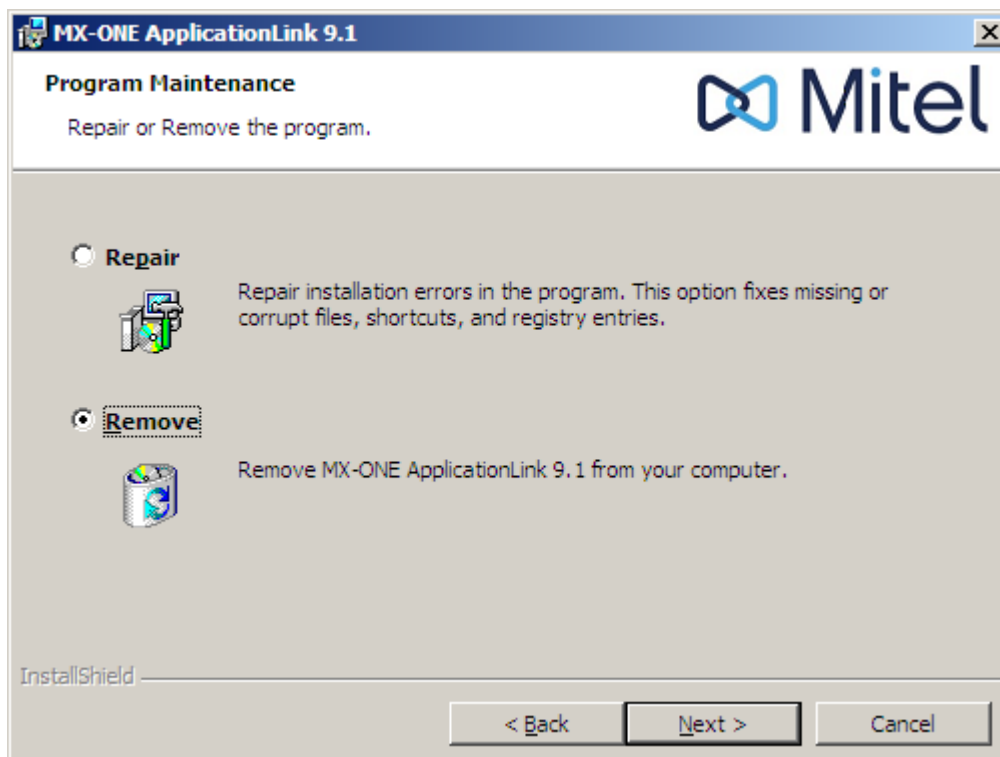 MX-ONE ApplicationLink 9.1
Program Maintenance
Repair or Remove the program.
Mitel
Repair
Repair installation errors in the program. This option fixes missing or
corrupt files, shortcuts, and registry entries.
Remove
Remove MX-ONE ApplicationLink 9.1 from your computer.
InstallShield
< Back
Next >
Cancel